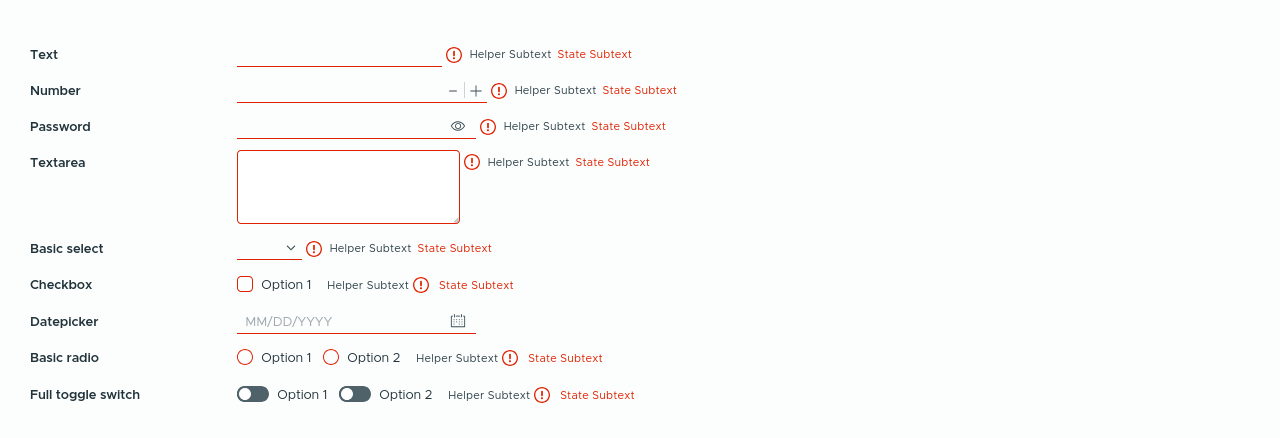 Text Helper Subtext State Subtext
Number Helper Subtext State Subtext
Password Helper Subtext State Subtext
Textarea Helper Subtext State Subtext
Basic select Helper Subtext State Subtext
Checkbox Option 1 Helper Subtext State Subtext
Datepicker MM/DD/YYYY
Basic radio Option 1 Option 2 Helper Subtext State Subtext
Full toggle switch Option 1 Option 2 Helper Subtext State Subtext